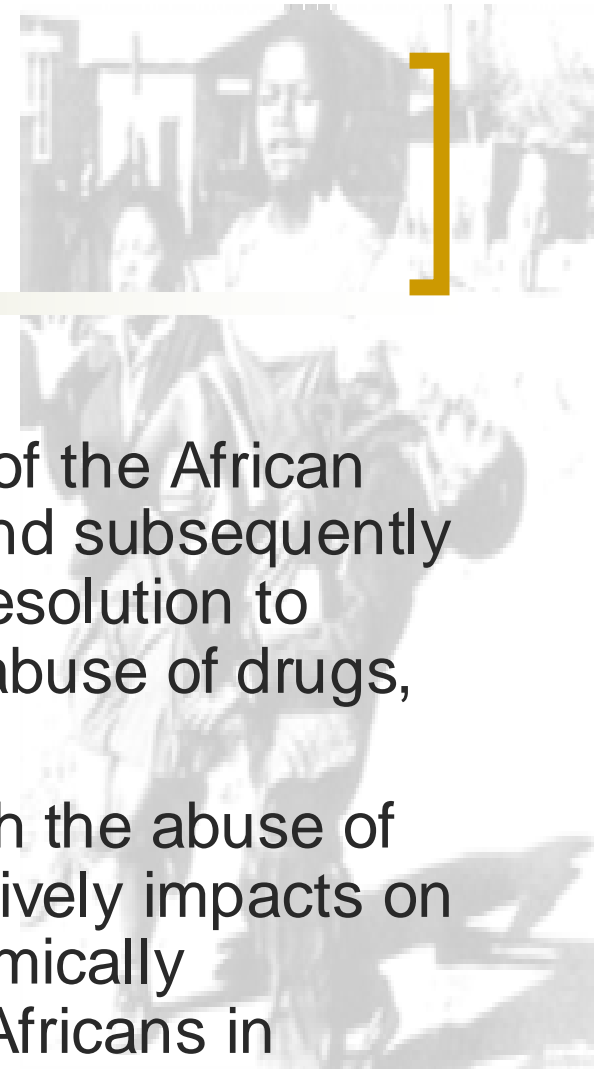 of the African
nd subsequently
esolution to
abuse of drugs,
h the abuse of
ively impacts on
mically
Africans in